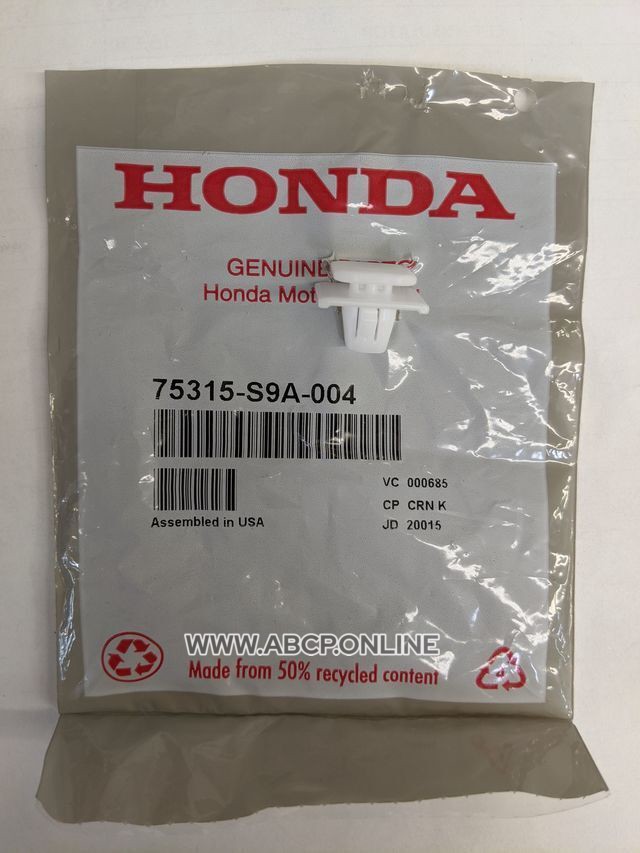 HONDA
GENUINE
Honda Mot
75315-S9A-004
VC 000685
CP CRN K
Assembled in USA
JD 20015
WWW.ABCP.ONLINE
Made from 50% recycled content